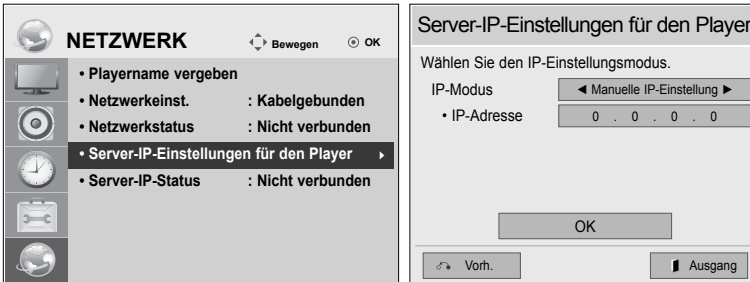 NETZWERK Bewegen OK
• Playername vergeben
• Netzwerkeinst. : Kabelgebunden
• Netzwerkstatus : Nicht verbunden
• Server-IP-Einstellungen für den Player
• Server-IP-Status : Nicht verbunden
Server-IP-Einstellungen für den Player
Wählen Sie den IP-Einstellungsmodus.
IP-Modus ◄ Manuelle IP-Einstellung ►
• IP-Adresse 0 . 0 . 0 . 0
OK
Vorh. Ausgang